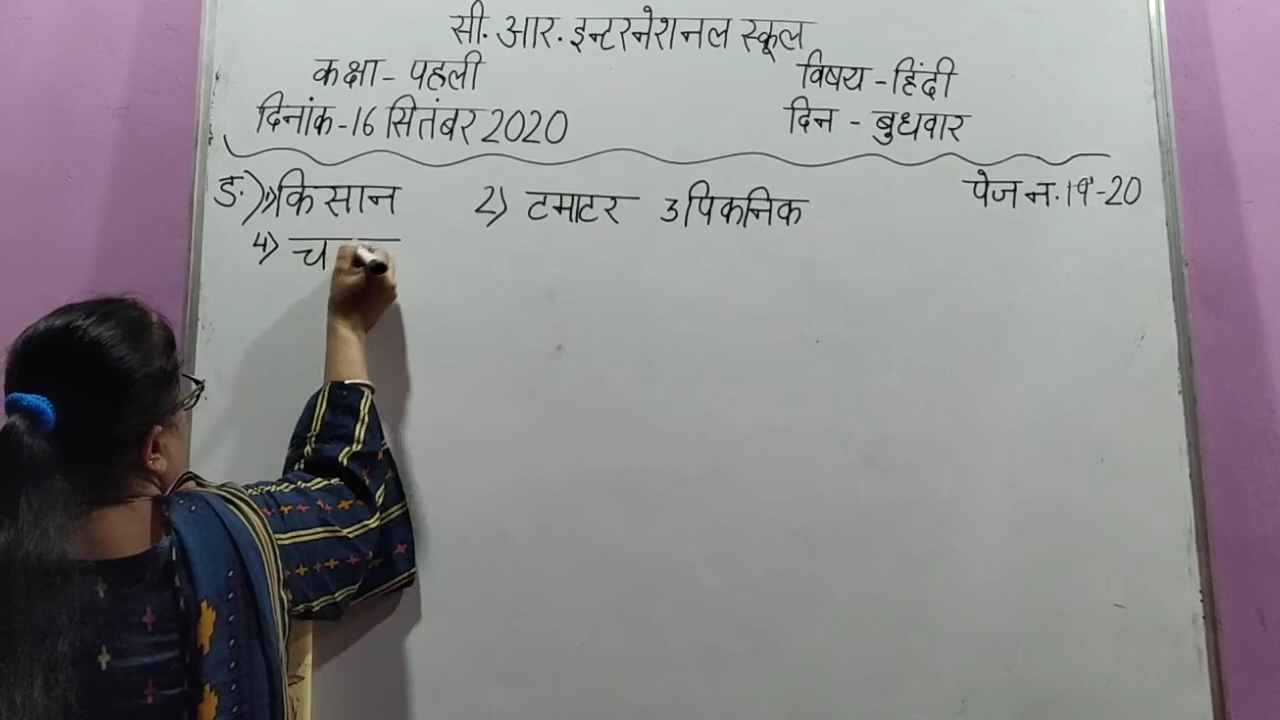 सी. आर. इन्टरनेशनल स्कूल
कक्षा - पहली विषय - हिंदी
दिनांक - 16 सितंबर 2020 दिन - बुधवार
ङ.) 1) किसान 2) टमाटर 3 पिकनिक पेज न. 19-20
4) च